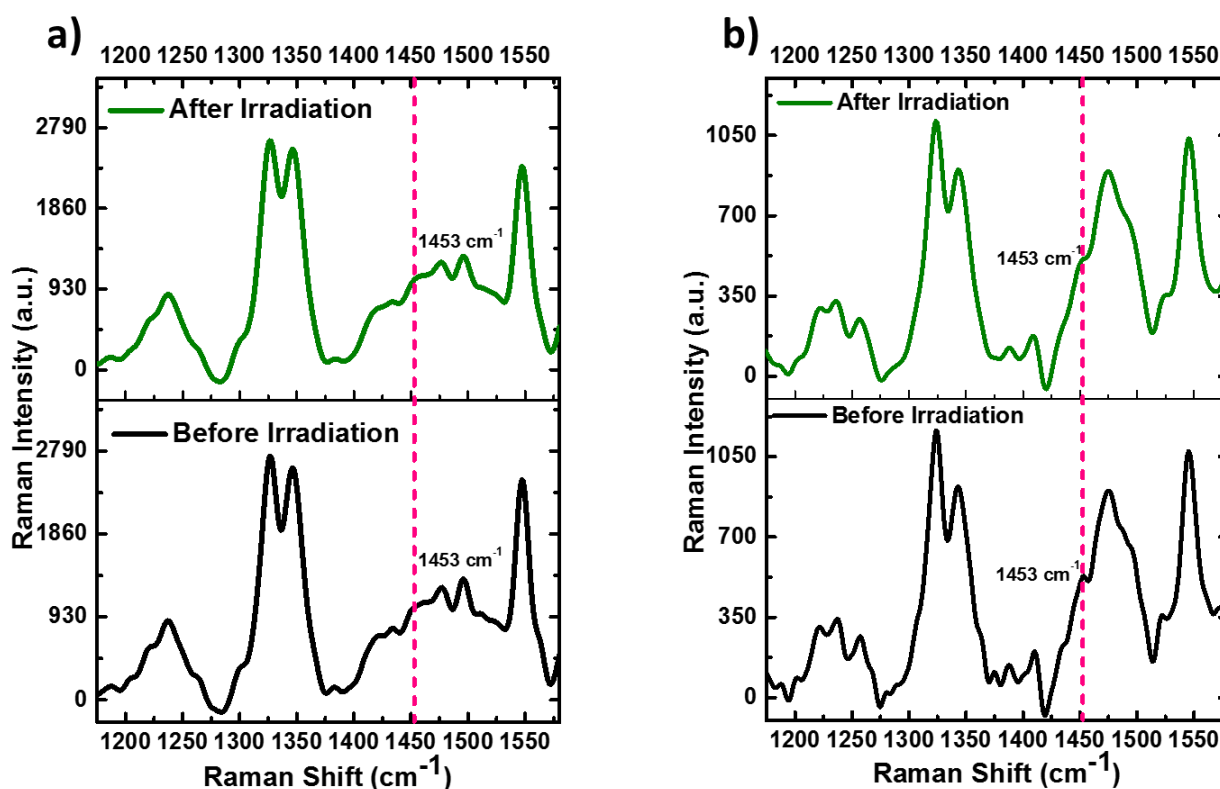 a)
1200 1250 1300 1350 1400 1450 1500 1550
After Irradiation
2790
1860
930
0
1453 cm-1
Before Irradiation
2790
1860
930
0
1453 cm-1
Raman Intensity (a.u.)
1200 1250 1300 1350 1400 1450 1500 1550
Raman Shift (cm-1)
b)
1200 1250 1300 1350 1400 1450 1500 1550
After Irradiation
1050
700
350
0
1453 cm-1
Before Irradiation
1050
700
350
0
1453 cm-1
Raman Intensity (a.u.)
1200 1250 1300 1350 1400 1450 1500 1550
Raman Shift (cm-1)